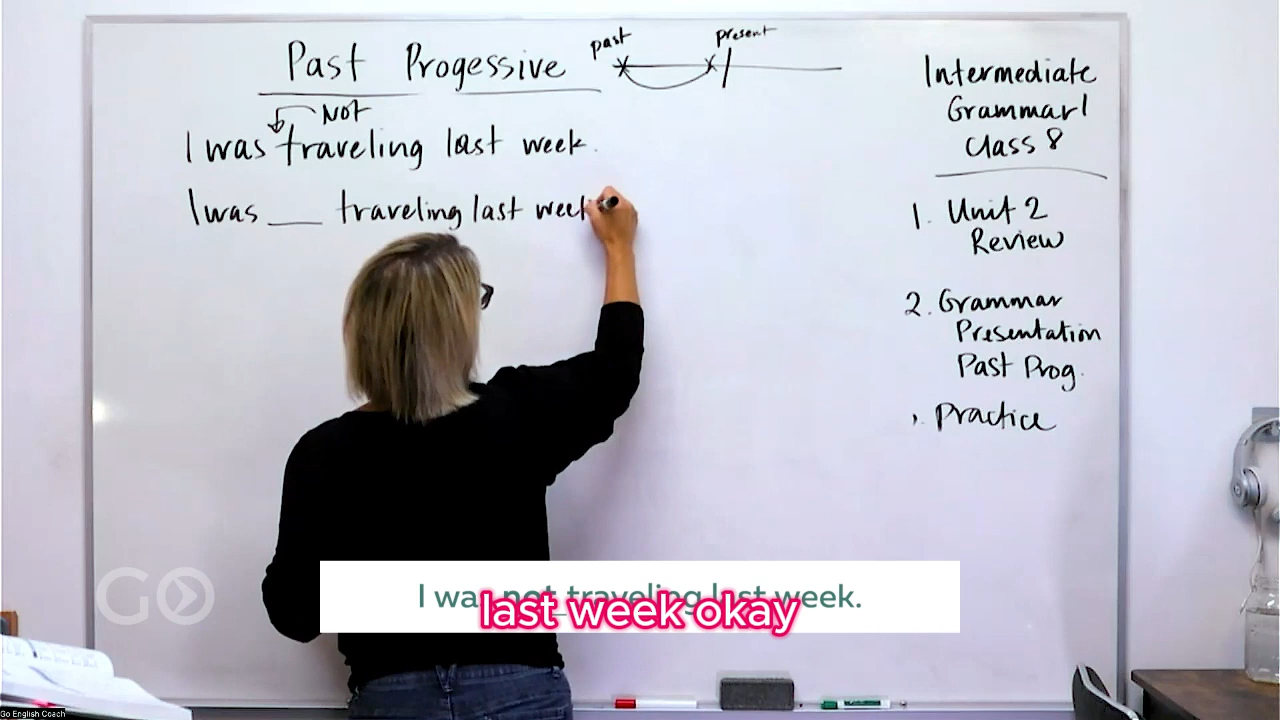 Past Progessive
past
present
NOT
I was traveling last week.
I was ___ traveling last week
Intermediate
Grammar 1
Class 8
1. Unit 2
Review
2. Grammar
Presentation
Past Prog.
Practice
GO
I was not traveling last week.
last week okay
Go English Coach